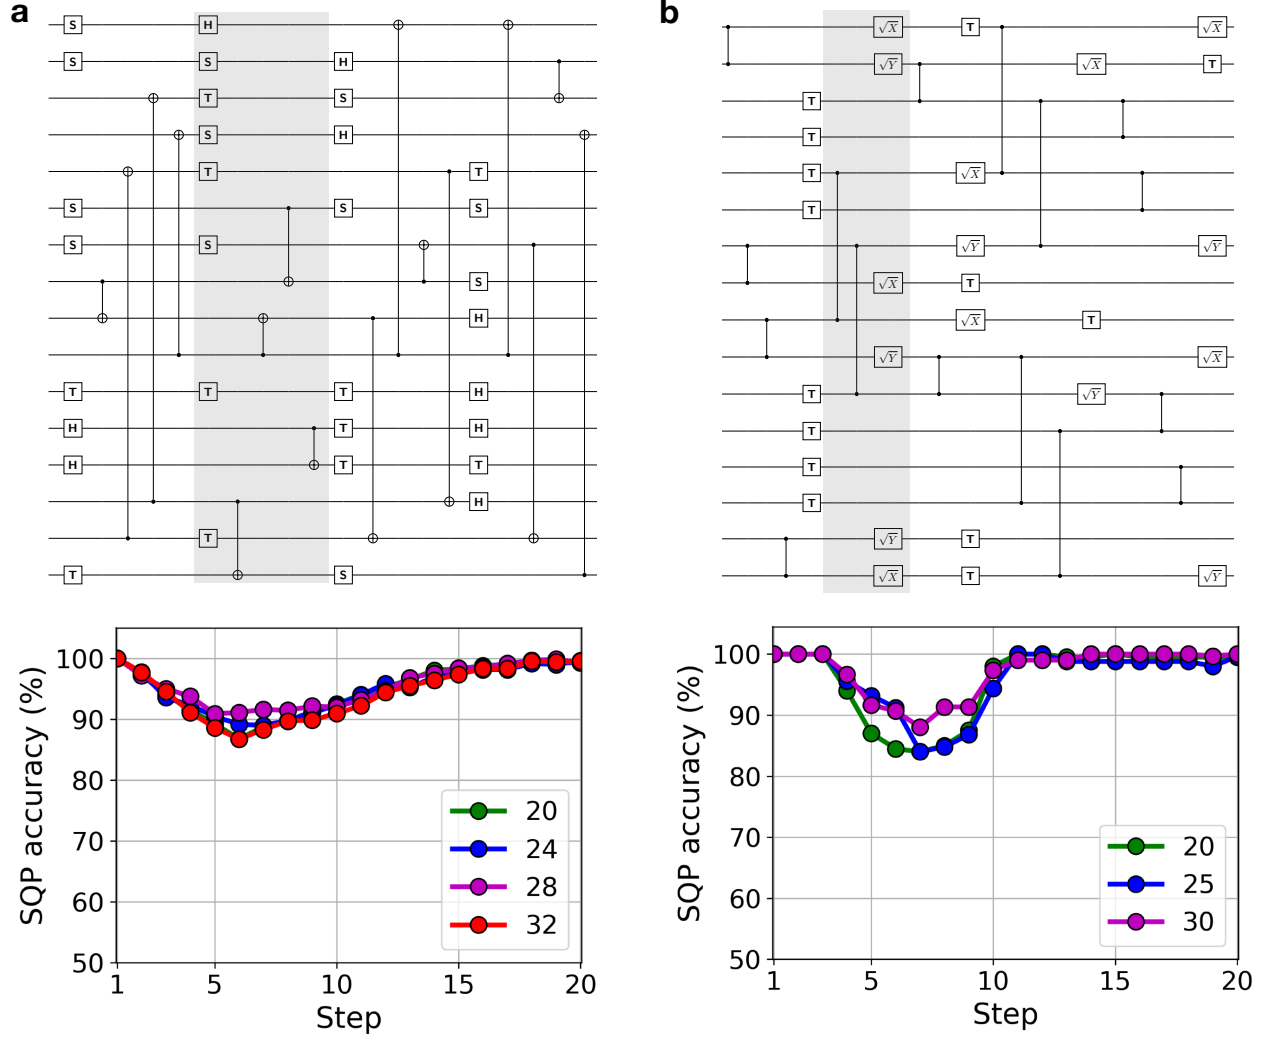 a
S H
S S H
T S
S H
T T
S S S
S S
S
H
T T T H
H T H
H T T
H
T
T S
SQP accuracy (%)
100
90
80
70
60
50
20
24
28
32
1 5 10 15 20
Step
b
√X T √X
√Y √X T
T
T
T √X
T
√Y √Y
√X T
√X T
√Y √X
T √Y
T
T
T
√Y T
√X T √Y
SQP accuracy (%)
100
90
80
70
60
50
20
25
30
1 5 10 15 20
Step